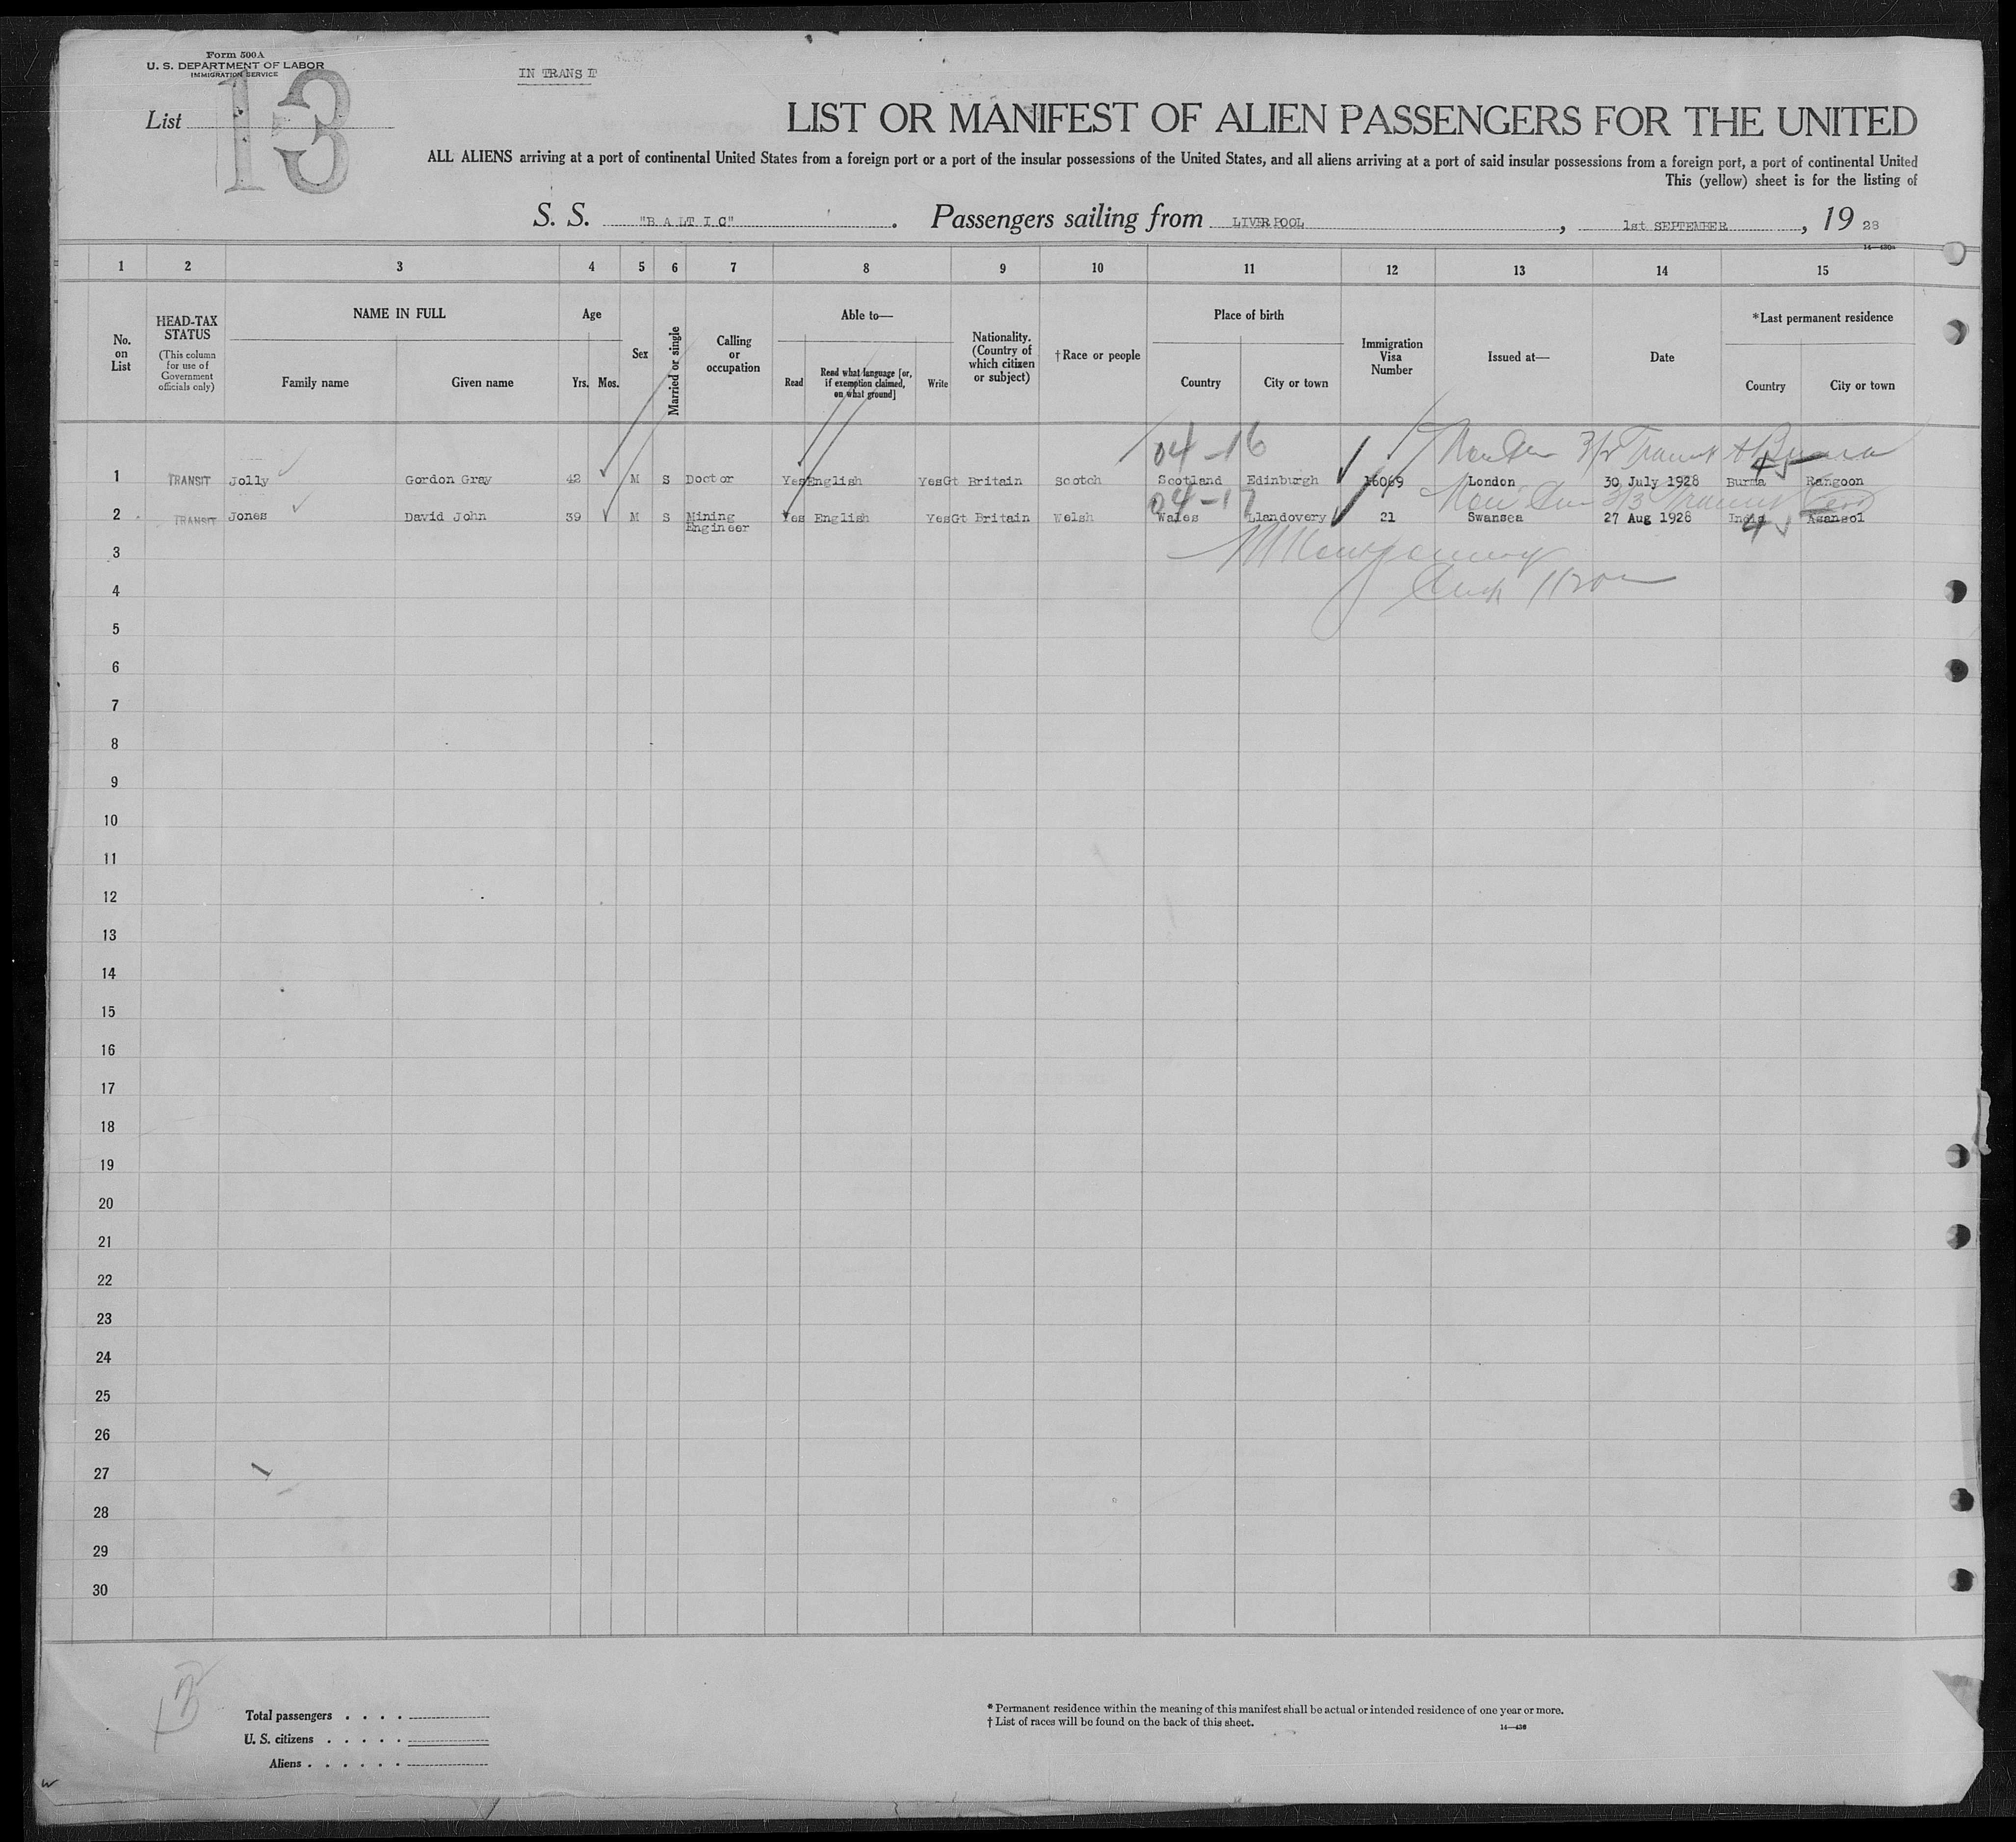 Form 500A
U. S. DEPARTMENT OF LABOR
IMMIGRATION SERVICE
IN TRANSIT
List 13
LIST OR MANIFEST OF ALIEN PASSENGERS FOR THE UNITED
ALL ALIENS arriving at a port of continental United States from a foreign port or a port of the insular possessions of the United States, and all aliens arriving at a port of said insular possessions from a foreign port, a port of continental United
This (yellow) sheet is for the listing of
S. S. "BALTIC". Passengers sailing from LIVERPOOL, 1st SEPTEMBER, 19 28
1 2 3 4 5 6 7 8 9 10 11 12 13 14 15
No. on List
HEAD-TAX STATUS (This column for use of Government officials only)
NAME IN FULL
Family name Given name
Age
Yrs. Mos.
Sex
Married or single
Calling or occupation
Able to—
Read Read what language [or, if exemption claimed, on what ground] Write
Nationality. (Country of which citizen or subject)
†Race or people
Place of birth
Country City or town
Immigration Visa Number
Issued at—
Date
*Last permanent residence
Country City or town
04-16
1 TRANSIT Jolly Gordon Gray 42 M S Doctor Yes English Yes Gt Britain Scotch Scotland Edinburgh 16069 London 30 July 1928 Burma Rangoon
04-17
2 TRANSIT Jones David John 39 M S Mining Engineer Yes English Yes Gt Britain Welsh Wales Llandovery 21 Swansea 27 Aug 1928 India Asansol
3
4
5
6
7
8
9
10
11
12
13
14
15
16
17
18
19
20
21
22
23
24
25
26
27
28
29
30
Total passengers
U. S. citizens
Aliens
* Permanent residence within the meaning of this manifest shall be actual or intended residence of one year or more.
† List of races will be found on the back of this sheet.